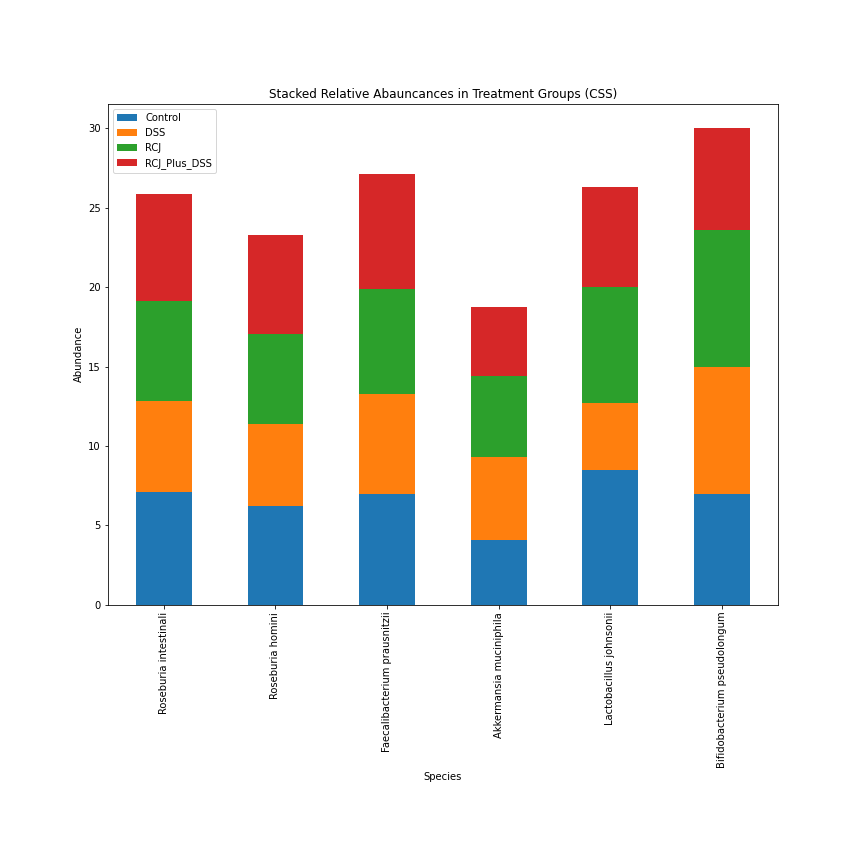 Stacked Relative Abauncances in Treatment Groups (CSS)
Control
DSS
RCJ
RCJ_Plus_DSS
30
25
20
15
10
5
0
Abundance
Roseburia intestinali
Roseburia homini
Faecalibacterium prausnitzii
Akkermansia muciniphila
Lactobacillus johnsonii
Bifidobacterium pseudolongum
Species